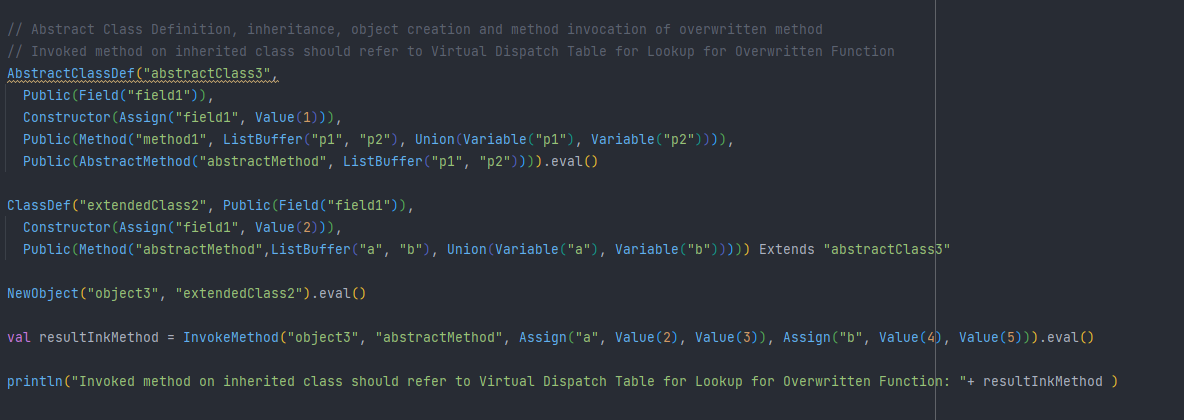 // Abstract Class Definition, inheritance, object creation and method invocation of overwritten method
// Invoked method on inherited class should refer to Virtual Dispatch Table for Lookup for Overwritten Function
AbstractClassDef("abstractClass3",
Public(Field("field1")),
Constructor(Assign("field1", Value(1))),
Public(Method("method1", ListBuffer("p1", "p2"), Union(Variable("p1"), Variable("p2")))),
Public(AbstractMethod("abstractMethod", ListBuffer("p1", "p2")))).eval()
ClassDef("extendedClass2", Public(Field("field1")),
Constructor(Assign("field1", Value(2))),
Public(Method("abstractMethod",ListBuffer("a", "b"), Union(Variable("a"), Variable("b"))))) Extends "abstractClass3"
NewObject("object3", "extendedClass2").eval()
val resultInkMethod = InvokeMethod("object3", "abstractMethod", Assign("a", Value(2), Value(3)), Assign("b", Value(4), Value(5))).eval()
println("Invoked method on inherited class should refer to Virtual Dispatch Table for Lookup for Overwritten Function: "+ resultInkMethod )